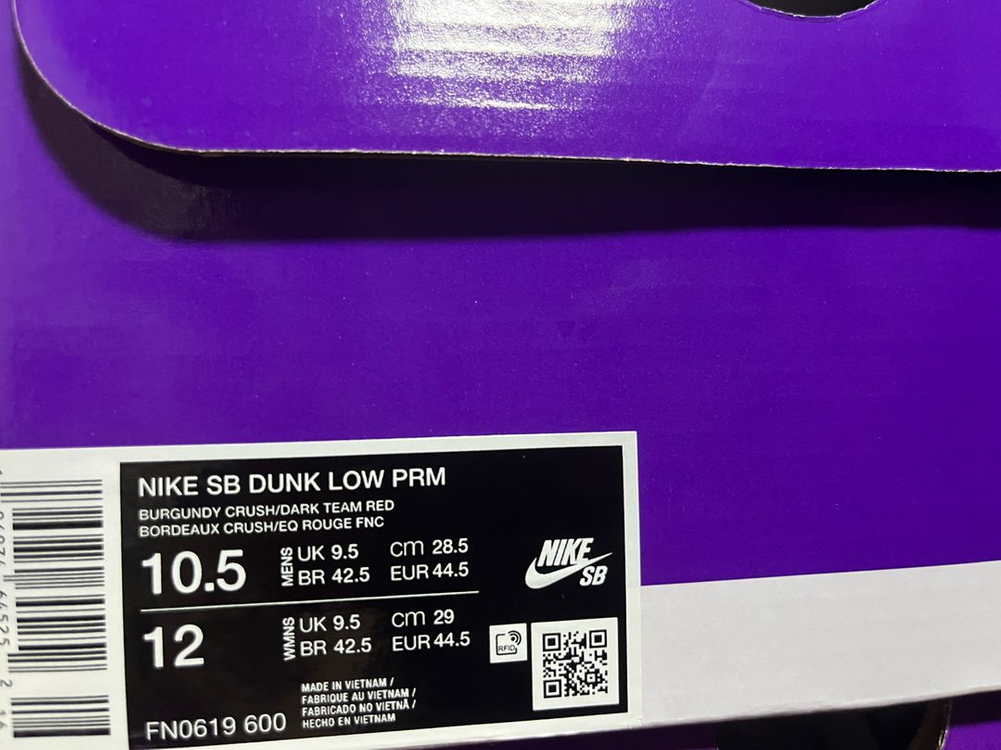 NIKE SB DUNK LOW PRM
BURGUNDY CRUSH/DARK TEAM RED
BORDEAUX CRUSH/EQ ROUGE FNC
10.5 MENS UK 9.5 cm 28.5
BR 42.5 EUR 44.5
12 WMNS UK 9.5 cm 29
BR 42.5 EUR 44.5
NIKE
SB
RFID
MADE IN VIETNAM /
FABRIQUE AU VIETNAM /
FABRICADO NO VIETNÃ /
HECHO EN VIETNAM
FN0619 600